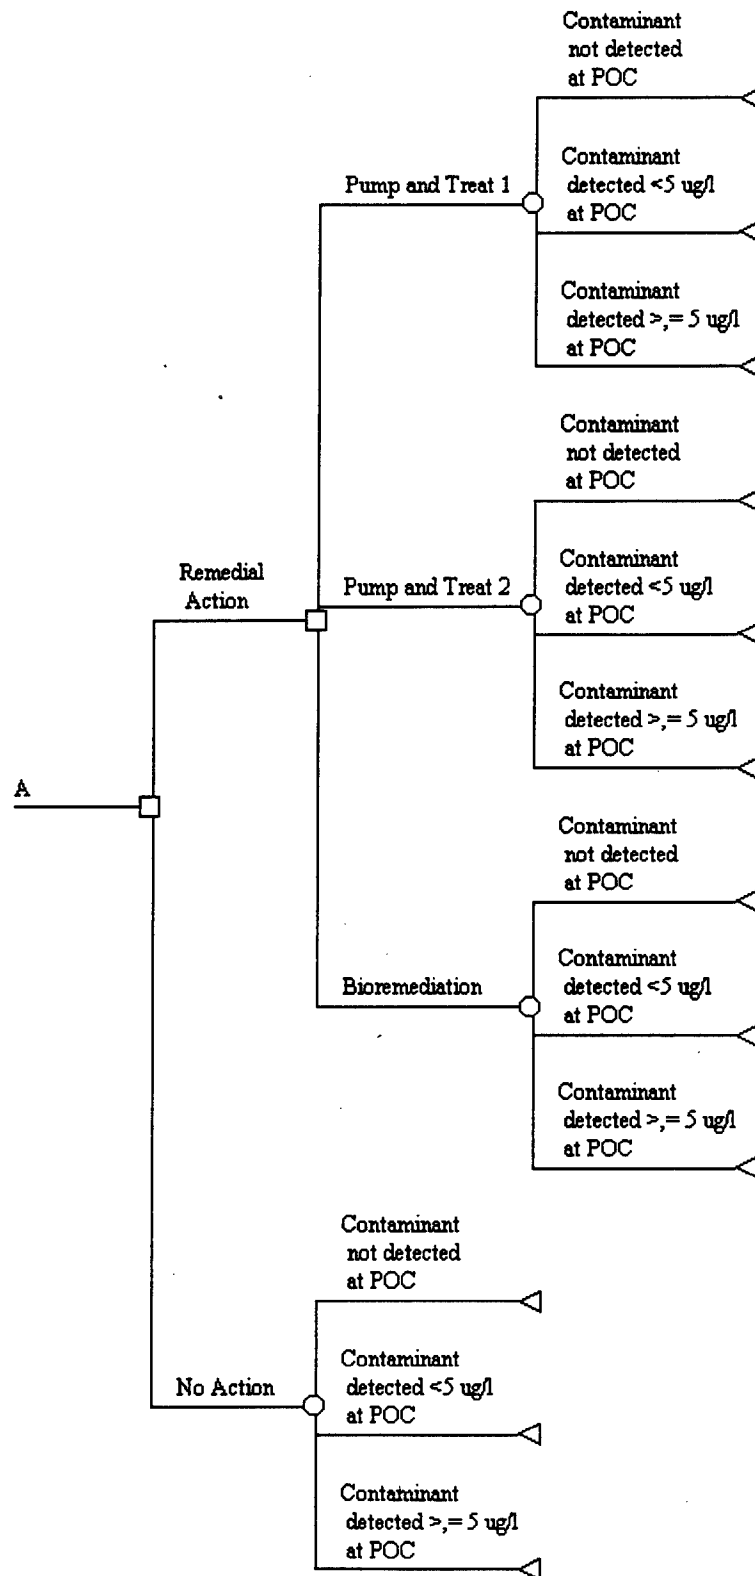 Contaminant
not detected
at POC
Pump and Treat 1
Contaminant
detected <5 ug/l
at POC
Contaminant
detected >,= 5 ug/l
at POC
Contaminant
not detected
at POC
Remedial
Action
Pump and Treat 2
Contaminant
detected <5 ug/l
at POC
Contaminant
detected >,= 5 ug/l
at POC
A
Contaminant
not detected
at POC
Bioremediation
Contaminant
detected <5 ug/l
at POC
Contaminant
detected >,= 5 ug/l
at POC
Contaminant
not detected
at POC
No Action
Contaminant
detected <5 ug/l
at POC
Contaminant
detected >,= 5 ug/l
at POC